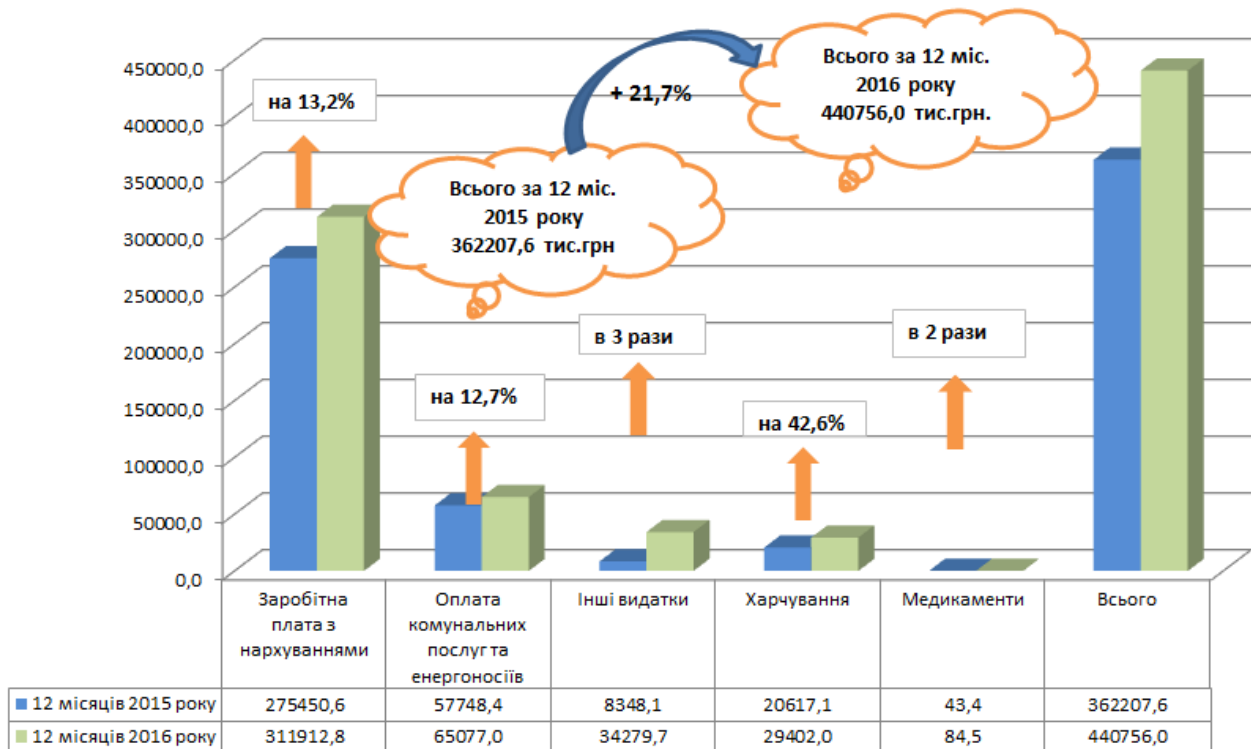 Всього за 12 міс.
2016 року
440756,0 тис.грн.
+ 21,7%
на 13,2%
Всього за 12 міс.
2015 року
362207,6 тис.грн
в 3 рази
в 2 рази
на 12,7%
на 42,6%
450000,0
400000,0
350000,0
300000,0
250000,0
200000,0
150000,0
100000,0
50000,0
0,0
Заробітна
плата з
нархуваннями
Оплата
комунальних
послуг та
енергоносіїв
Інші видатки
Харчування
Медикаменти
Всього
12 місяців 2015 року 275450,6 57748,4 8348,1 20617,1 43,4 362207,6
12 місяців 2016 року 311912,8 65077,0 34279,7 29402,0 84,5 440756,0